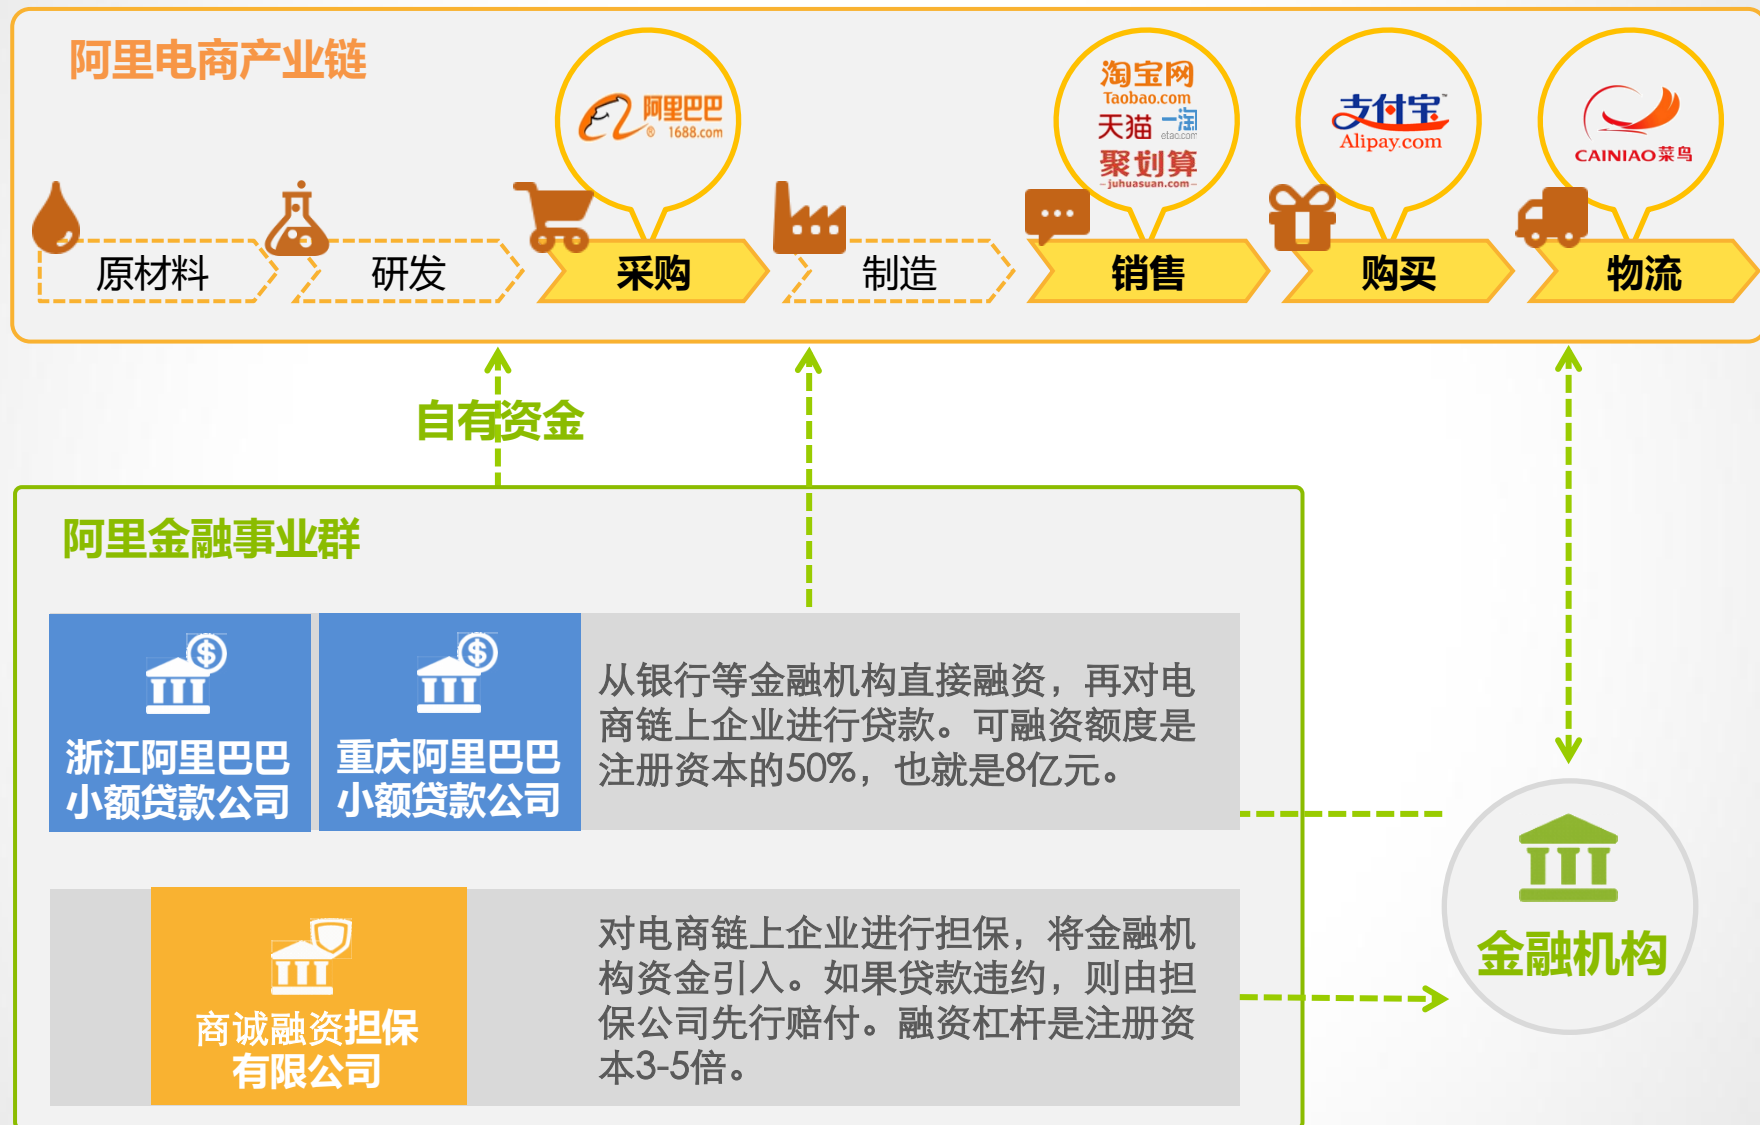 阿里电商产业链
阿里巴巴
® 1688.com
淘宝网
Taobao.com
天猫 一淘
etao.com
聚划算
juhuasuan.com
支付宝™
Alipay.com
CAINIAO菜鸟
原材料
研发
采购
制造
销售
购买
物流
自有资金
阿里金融事业群
浙江阿里巴巴
小额贷款公司
重庆阿里巴巴
小额贷款公司
从银行等金融机构直接融资，再对电
商链上企业进行贷款。可融资额度是
注册资本的50%，也就是8亿元。
商诚融资担保
有限公司
对电商链上企业进行担保，将金融机
构资金引入。如果贷款违约，则由担
保公司先行赔付。融资杠杆是注册资
本3-5倍。
金融机构